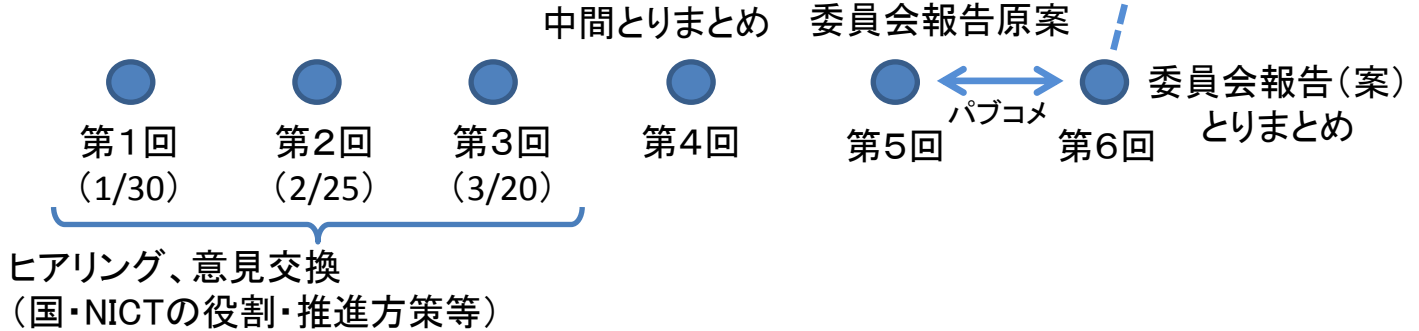 中間とりまとめ
委員会報告原案
委員会報告(案)
とりまとめ
パブコメ
第1回
(1/30)
第2回
(2/25)
第3回
(3/20)
第4回
第5回
第6回
ヒアリング、意見交換
(国・NICTの役割・推進方策等)